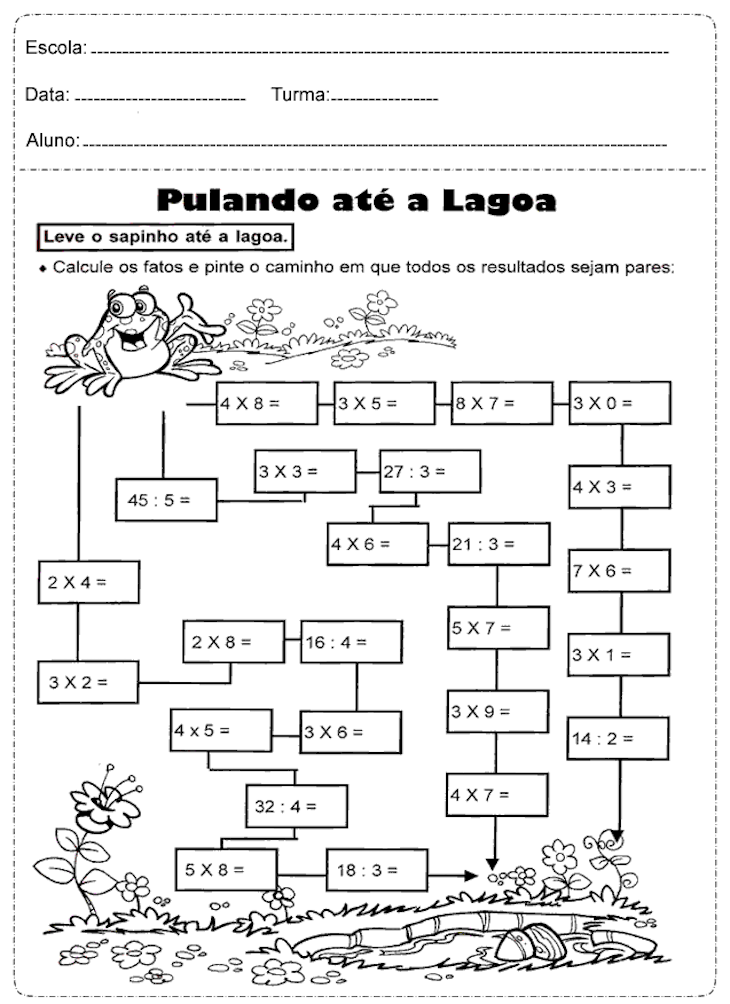 Escola:
Data: Turma:
Aluno:
Pulando até a Lagoa
Leve o sapinho até a lagoa.
♦ Calcule os fatos e pinte o caminho em que todos os resultados sejam pares:
4 X 8 = 3 X 5 = 8 X 7 = 3 X 0 =
3 X 3 = 27 : 3 =
45 : 5 = 4 X 3 =
4 X 6 = 21 : 3 =
2 X 4 = 7 X 6 =
2 X 8 = 16 : 4 = 5 X 7 =
3 X 2 = 3 X 1 =
4 x 5 = 3 X 6 = 3 X 9 = 14 : 2 =
32 : 4 = 4 X 7 =
5 X 8 = 18 : 3 =